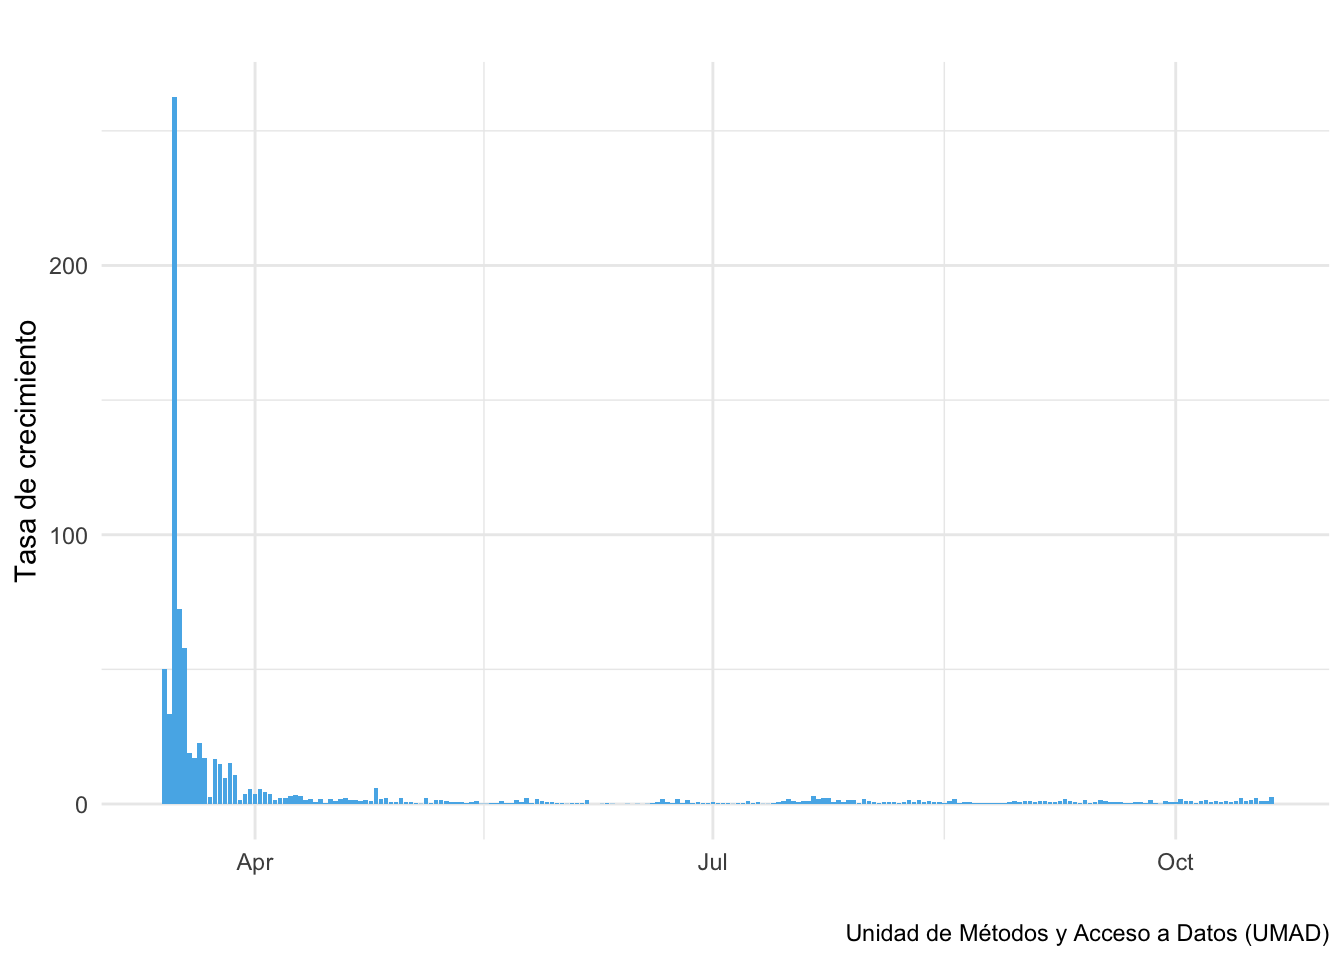 Tasa de crecimiento
200
100
0
Apr Jul Oct
Unidad de Métodos y Acceso a Datos (UMAD)